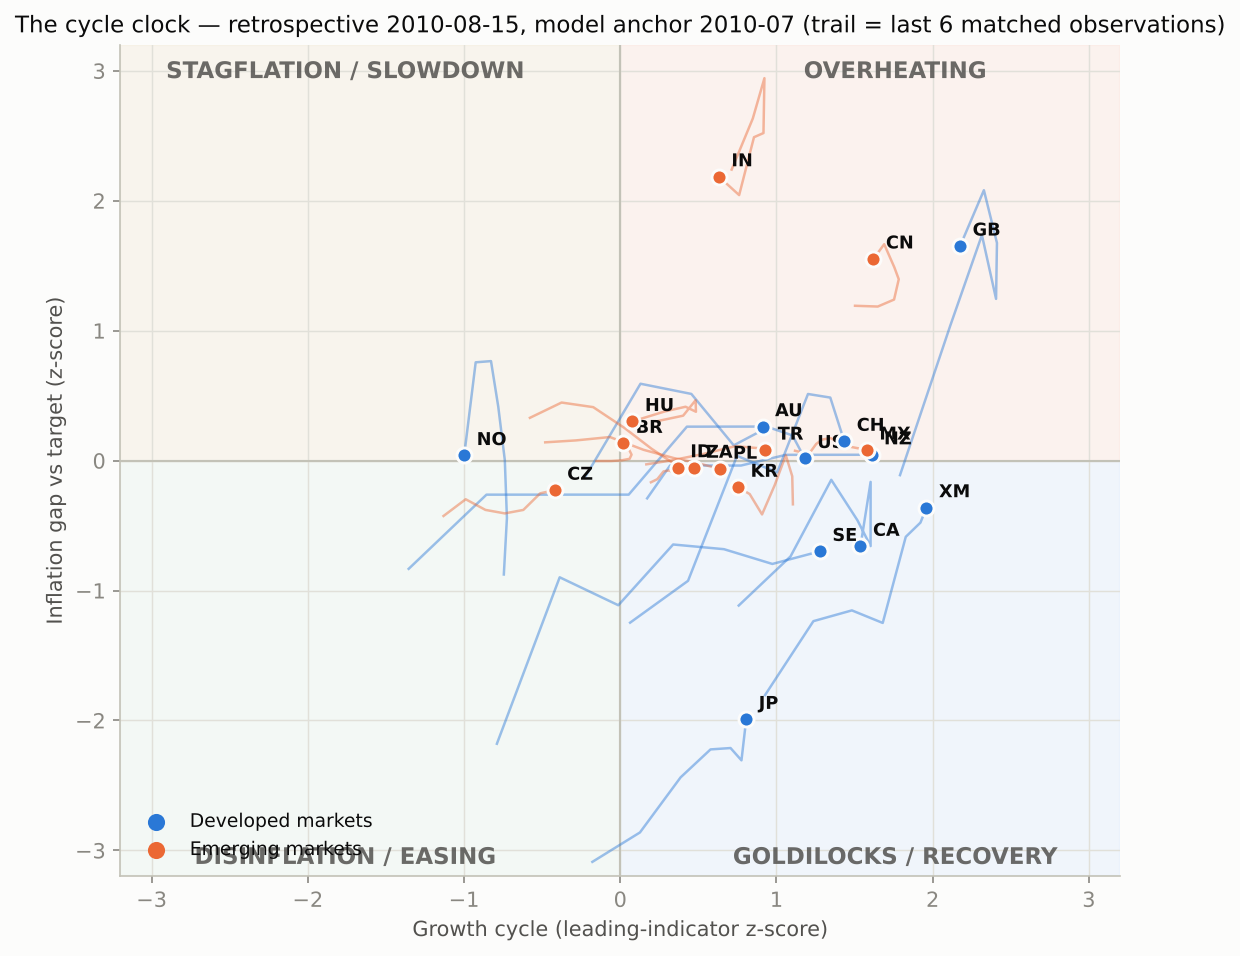 The cycle clock — retrospective 2010-08-15, model anchor 2010-07 (trail = last 6 matched observations)
STAGFLATION / SLOWDOWN
OVERHEATING
IN
GB
CN
HU
BR
AU
TR
US
CH
MX
NZ
NO
ID
ZA
PL
KR
CZ
XM
SE
CA
JP
Developed markets
Emerging markets
DISINFLATION / EASING
GOLDILOCKS / RECOVERY
3
2
1
0
−1
−2
−3
−3
−2
−1
0
1
2
3
Inflation gap vs target (z-score)
Growth cycle (leading-indicator z-score)